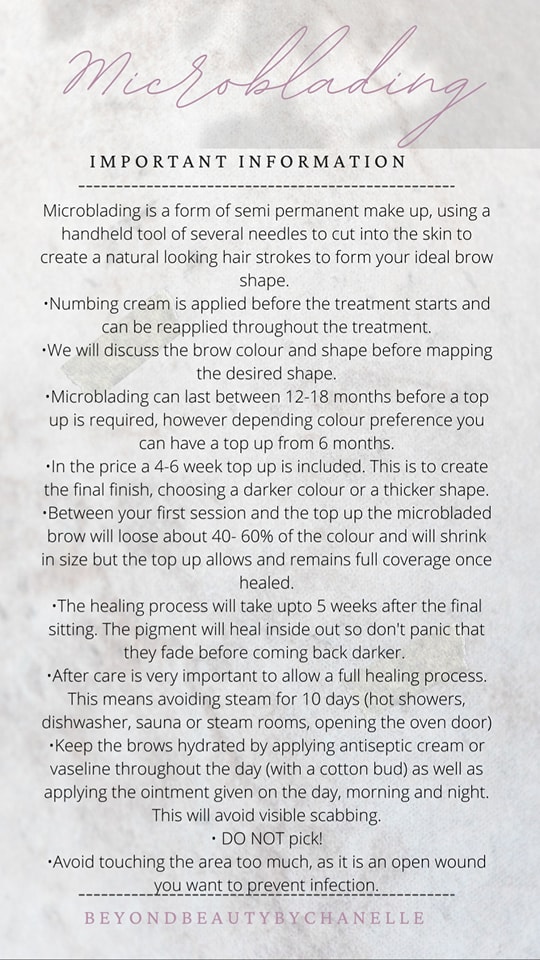 Microblading
IMPORTANT INFORMATION
Microblading is a form of semi permanent make up, using a
handheld tool of several needles to cut into the skin to
create a natural looking hair strokes to form your ideal brow
shape.
•Numbing cream is applied before the treatment starts and
can be reapplied throughout the treatment.
•We will discuss the brow colour and shape before mapping
the desired shape.
•Microblading can last between 12-18 months before a top
up is required, however depending colour preference you
can have a top up from 6 months.
•In the price a 4-6 week top up is included. This is to create
the final finish, choosing a darker colour or a thicker shape.
•Between your first session and the top up the microbladed
brow will loose about 40- 60% of the colour and will shrink
in size but the top up allows and remains full coverage once
healed.
•The healing process will take upto 5 weeks after the final
sitting. The pigment will heal inside out so don't panic that
they fade before coming back darker.
•After care is very important to allow a full healing process.
This means avoiding steam for 10 days (hot showers,
dishwasher, sauna or steam rooms, opening the oven door)
•Keep the brows hydrated by applying antiseptic cream or
vaseline throughout the day (with a cotton bud) as well as
applying the ointment given on the day, morning and night.
This will avoid visible scabbing.
• DO NOT pick!
•Avoid touching the area too much, as it is an open wound
you want to prevent infection.
BEYONDBEAUTYBYCHANELLE